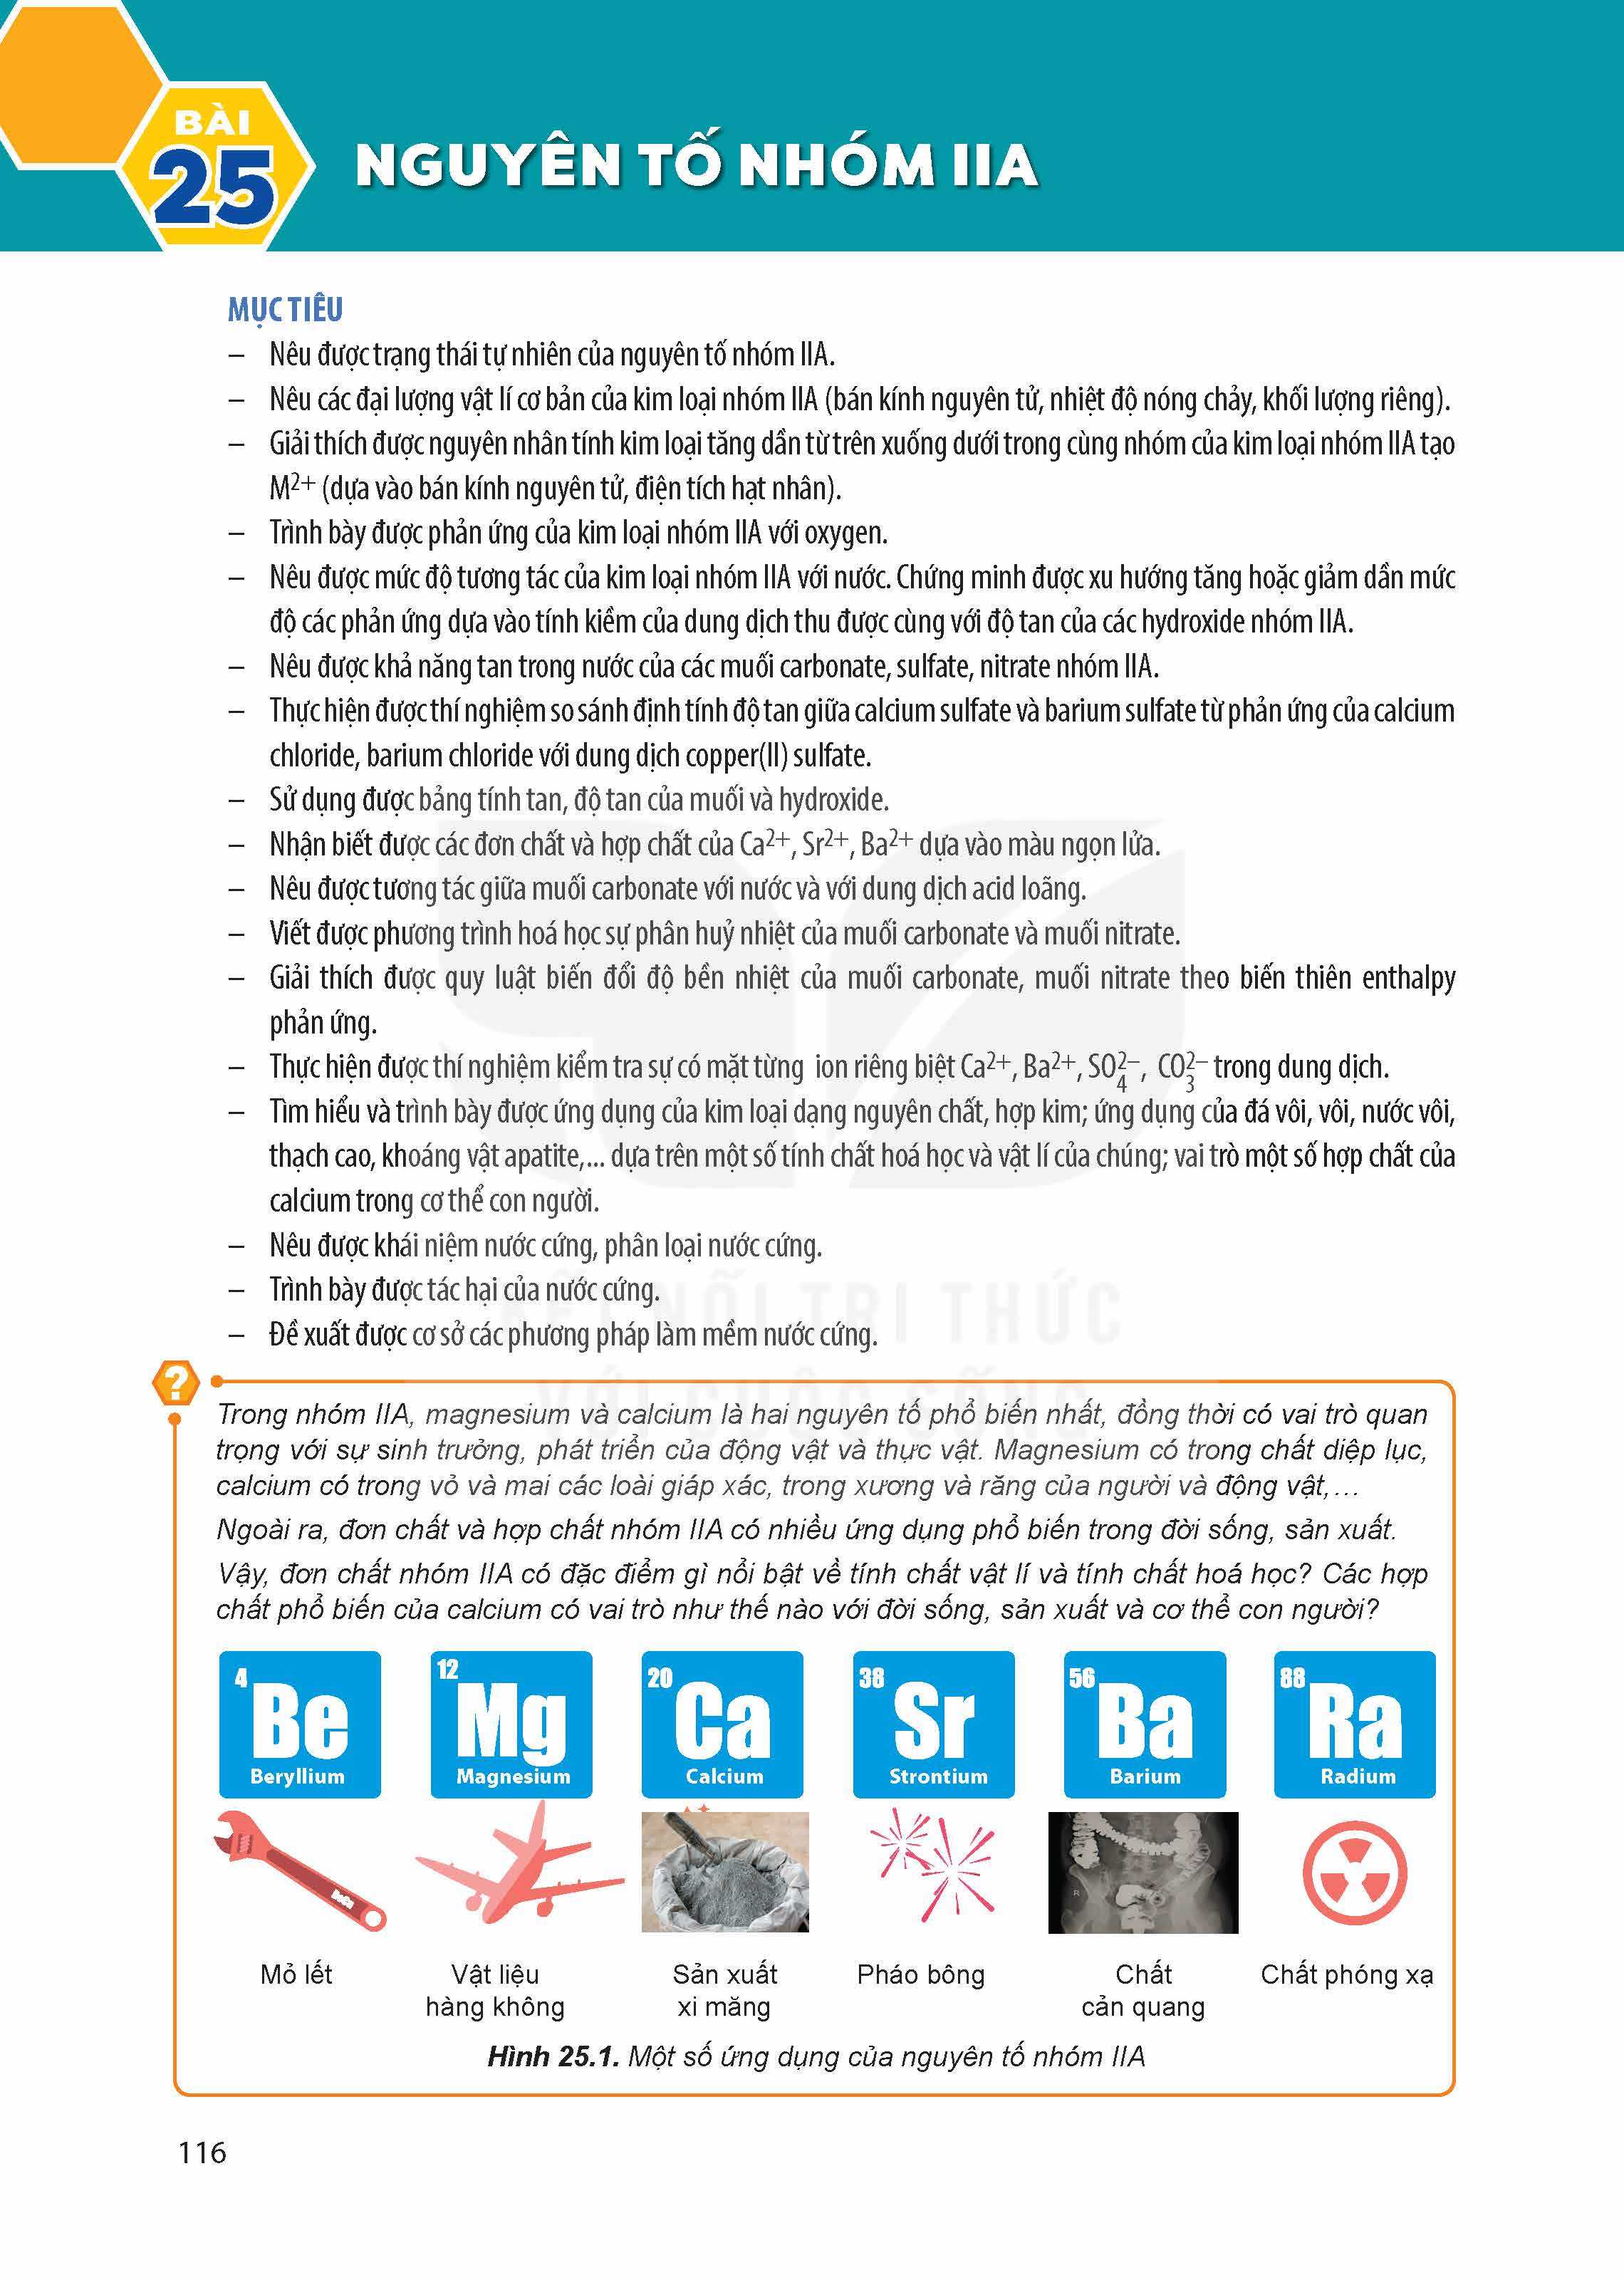 BÀI
25
NGUYÊN TỐ NHÓM IIA
MỤC TIÊU
– Nêu được trạng thái tự nhiên của nguyên tố nhóm IIA.
– Nêu các đại lượng vật lí cơ bản của kim loại nhóm IIA (bán kính nguyên tử, nhiệt độ nóng chảy, khối lượng riêng).
– Giải thích được nguyên nhân tính kim loại tăng dần từ trên xuống dưới trong cùng nhóm của kim loại nhóm IIA tạo
M2+ (dựa vào bán kính nguyên tử, điện tích hạt nhân).
– Trình bày được phản ứng của kim loại nhóm IIA với oxygen.
– Nêu được mức độ tương tác của kim loại nhóm IIA với nước. Chứng minh được xu hướng tăng hoặc giảm dần mức
độ các phản ứng dựa vào tính kiềm của dung dịch thu được cùng với độ tan của các hydroxide nhóm IIA.
– Nêu được khả năng tan trong nước của các muối carbonate, sulfate, nitrate nhóm IIA.
– Thực hiện được thí nghiệm so sánh định tính độ tan giữa calcium sulfate và barium sulfate từ phản ứng của calcium
chloride, barium chloride với dung dịch copper(II) sulfate.
– Sử dụng được bảng tính tan, độ tan của muối và hydroxide.
– Nhận biết được các đơn chất và hợp chất của Ca2+, Sr2+, Ba2+ dựa vào màu ngọn lửa.
– Nêu được tương tác giữa muối carbonate với nước và với dung dịch acid loãng.
– Viết được phương trình hoá học sự phân huỷ nhiệt của muối carbonate và muối nitrate.
– Giải thích được quy luật biến đổi độ bền nhiệt của muối carbonate, muối nitrate theo biến thiên enthalpy
phản ứng.
– Thực hiện được thí nghiệm kiểm tra sự có mặt từng ion riêng biệt Ca2+, Ba2+, SO42–, CO32– trong dung dịch.
– Tìm hiểu và trình bày được ứng dụng của kim loại dạng nguyên chất, hợp kim; ứng dụng của đá vôi, vôi, nước vôi,
thạch cao, khoáng vật apatite,... dựa trên một số tính chất hoá học và vật lí của chúng; vai trò một số hợp chất của
calcium trong cơ thể con người.
– Nêu được khái niệm nước cứng, phân loại nước cứng.
– Trình bày được tác hại của nước cứng.
– Đề xuất được cơ sở các phương pháp làm mềm nước cứng.
KẾT NỐI TRI THỨC
VỚI CUỘC SỐNG
?
Trong nhóm IIA, magnesium và calcium là hai nguyên tố phổ biến nhất, đồng thời có vai trò quan
trọng với sự sinh trưởng, phát triển của động vật và thực vật. Magnesium có trong chất diệp lục,
calcium có trong vỏ và mai các loài giáp xác, trong xương và răng của người và động vật,…
Ngoài ra, đơn chất và hợp chất nhóm IIA có nhiều ứng dụng phổ biến trong đời sống, sản xuất.
Vậy, đơn chất nhóm IIA có đặc điểm gì nổi bật về tính chất vật lí và tính chất hoá học? Các hợp
chất phổ biến của calcium có vai trò như thế nào với đời sống, sản xuất và cơ thể con người?
4 12 20 38 56 88
Be Mg Ca Sr Ba Ra
Beryllium Magnesium Calcium Strontium Barium Radium
BeCu
R
Mỏ lết Vật liệu Sản xuất Pháo bông Chất Chất phóng xạ
hàng không xi măng cản quang
Hình 25.1. Một số ứng dụng của nguyên tố nhóm IIA
116